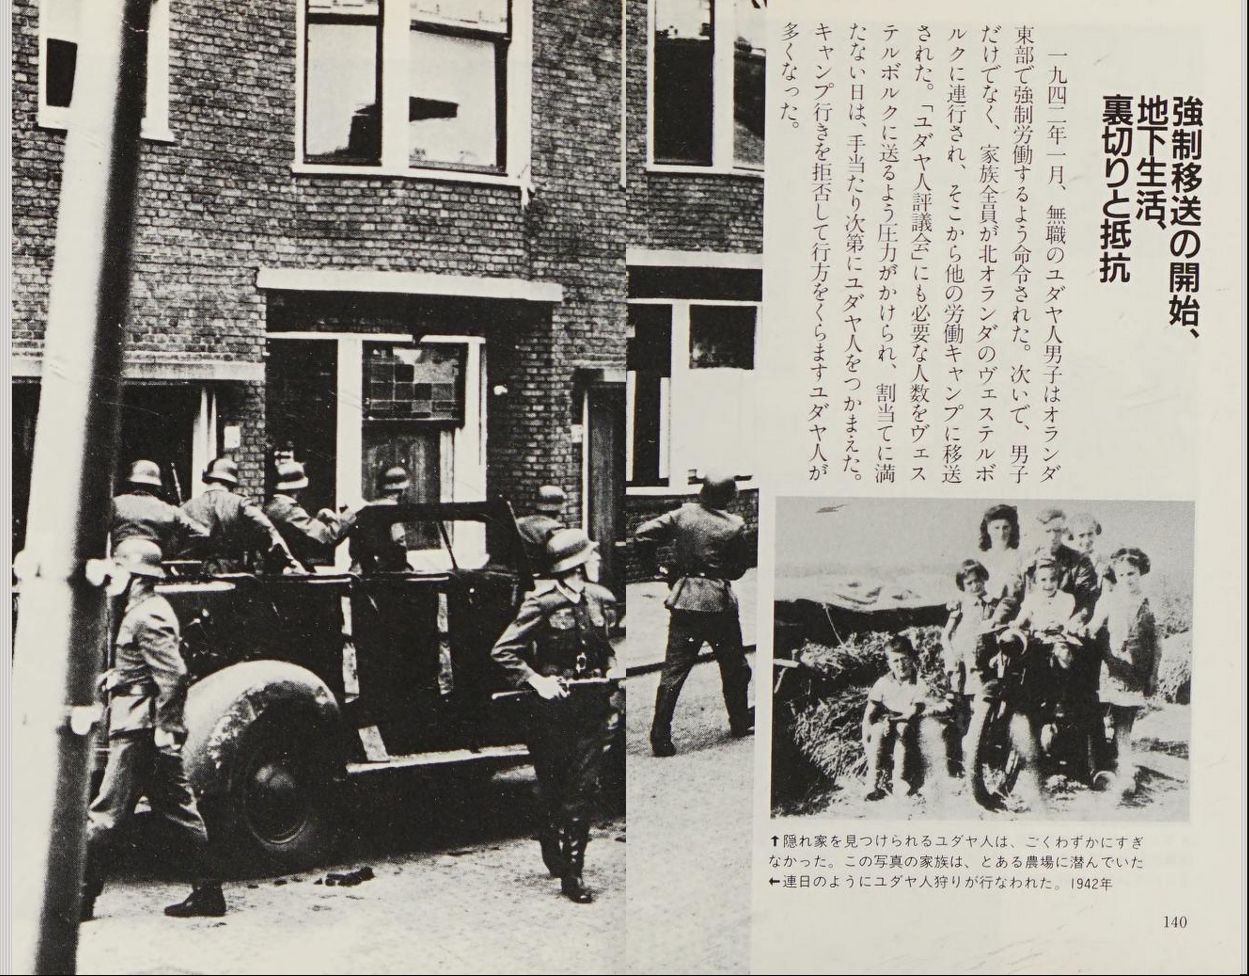 強制移送の開始、
地下生活、
裏切りと抵抗
一九四二年一月、無職のユダヤ人男子はオランダ
東部で強制労働するよう命令された。次いで、男子
だけでなく、家族全員が北オランダのヴェステルボ
ルクに連行され、そこから他の労働キャンプに移送
された。「ユダヤ人評議会」にも必要な人数をヴェス
テルボルクに送るよう圧力がかけられ、割当てに満
たない日は、手当たり次第にユダヤ人をつかまえた。
キャンプ行きを拒否して行方をくらますユダヤ人が
多くなった。
↑隠れ家を見つけられるユダヤ人は、ごくわずかにすぎ
なかった。この写真の家族は、とある農場に潜んでいた
←連日のようにユダヤ人狩りが行なわれた。1942年
140